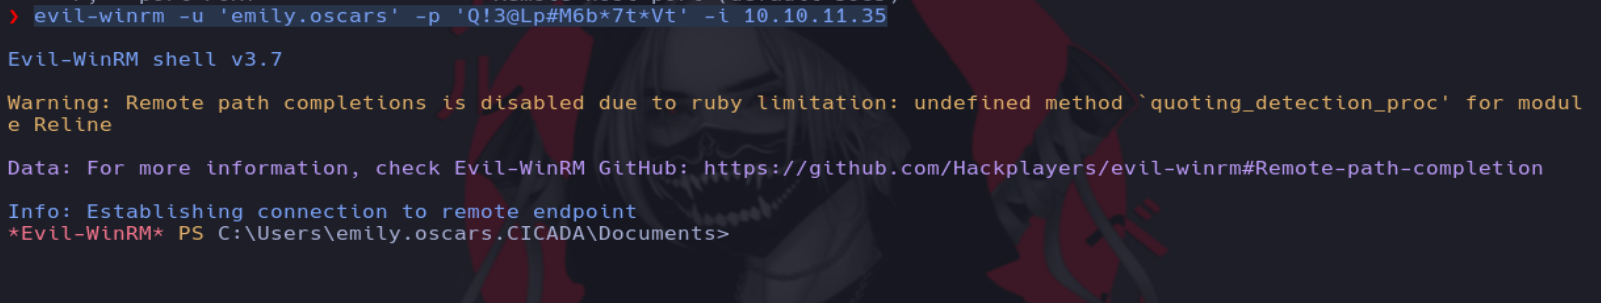 ❯ evil-winrm -u 'emily.oscars' -p 'Q!3@Lp#M6b*7t*Vt' -i 10.10.11.35
Evil-WinRM shell v3.7
Warning: Remote path completions is disabled due to ruby limitation: undefined method `quoting_detection_proc' for modul
e Reline
Data: For more information, check Evil-WinRM GitHub: https://github.com/Hackplayers/evil-winrm#Remote-path-completion
Info: Establishing connection to remote endpoint
*Evil-WinRM* PS C:\Users\emily.oscars.CICADA\Documents>